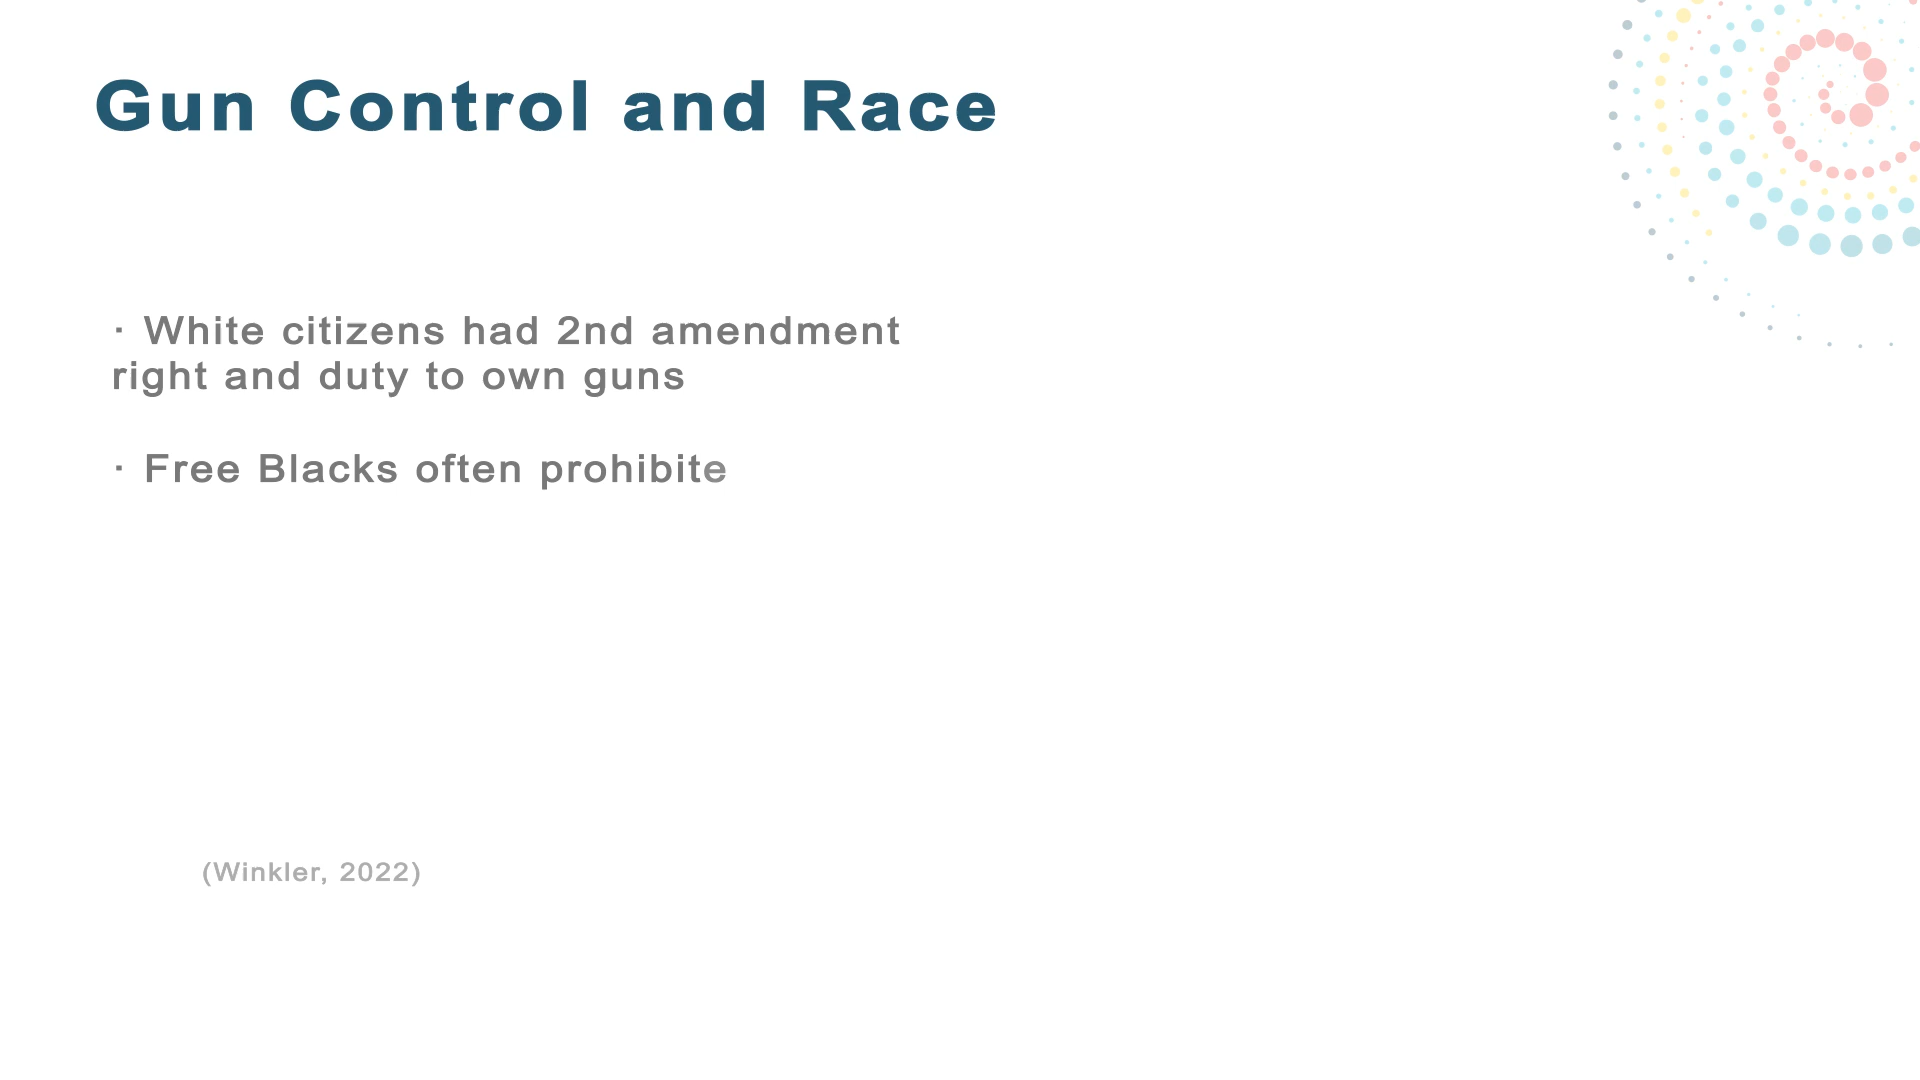 Gun Control and Race
· White citizens had 2nd amendment
right and duty to own guns
· Free Blacks often prohibite
(Winkler, 2022)